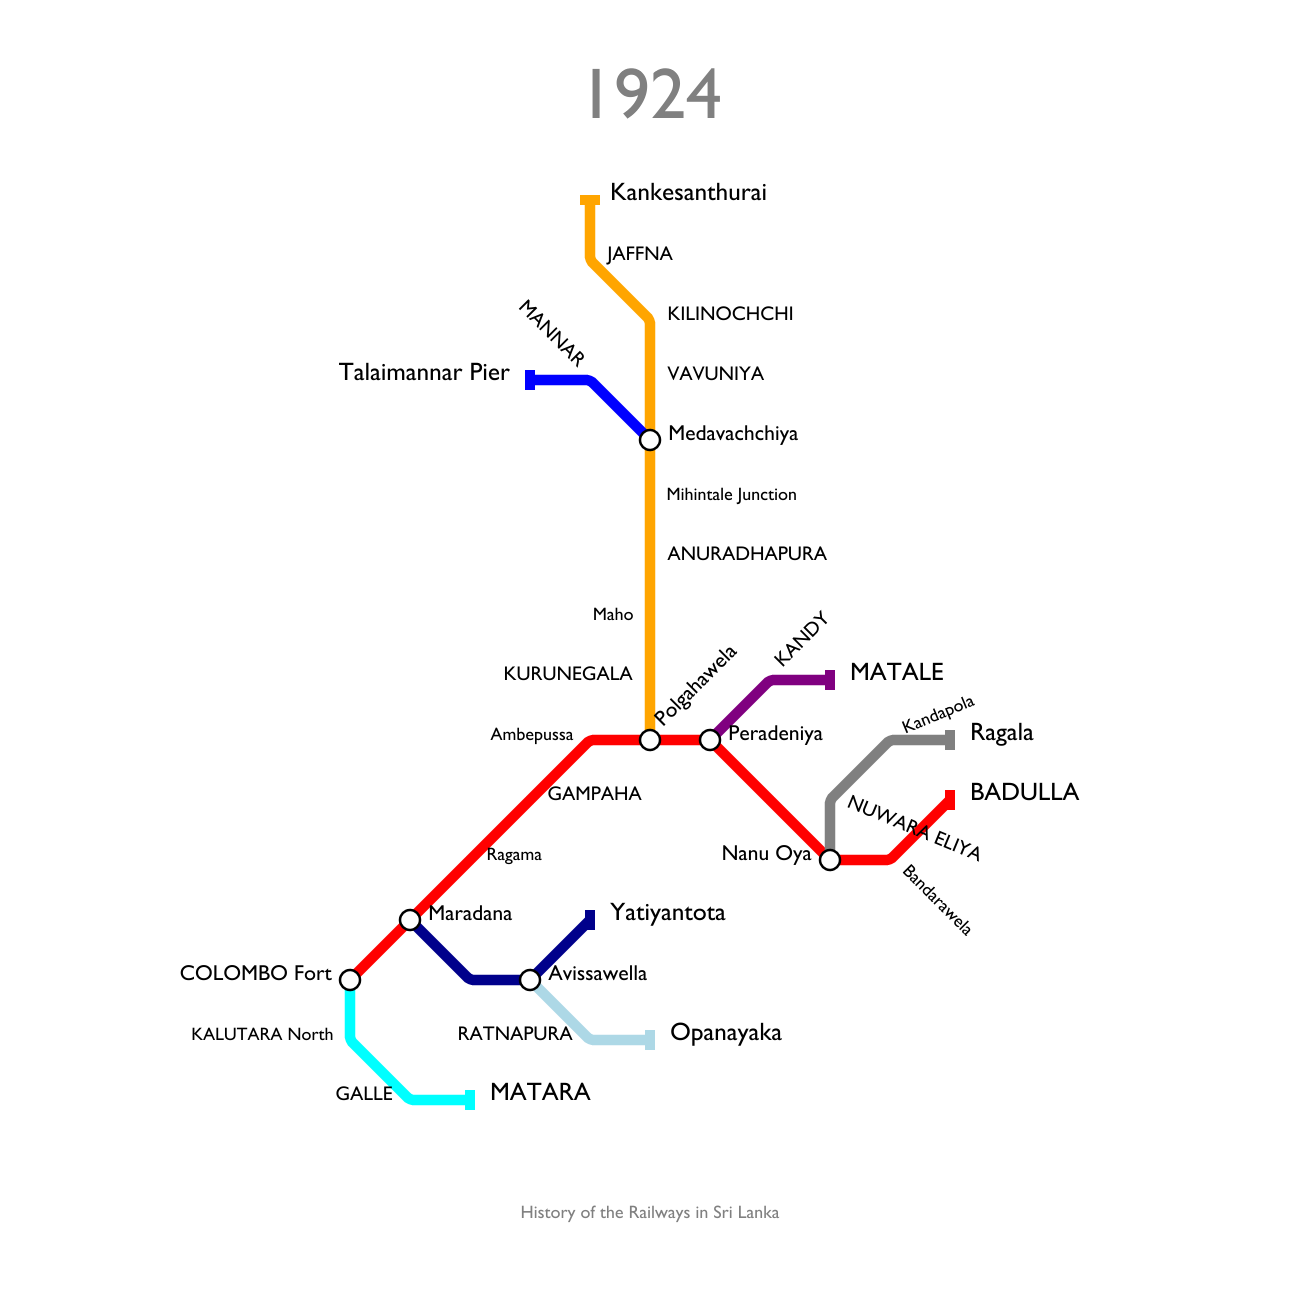 1924
Kankesanthurai
JAFFNA
MANNAR
KILINOCHCHI
Talaimannar Pier
VAVUNIYA
Medavachchiya
Mihintale Junction
ANURADHAPURA
Maho
KANDY
KURUNEGALA
Polgahawela
MATALE
Ambepussa
Peradeniya
Kandapola
Ragala
GAMPAHA
BADULLA
NUWARA ELIYA
Ragama
Nanu Oya
Bandarawela
Maradana
Yatiyantota
COLOMBO Fort
Avissawella
KALUTARA North
RATNAPURA
Opanayaka
GALLE
MATARA
History of the Railways in Sri Lanka